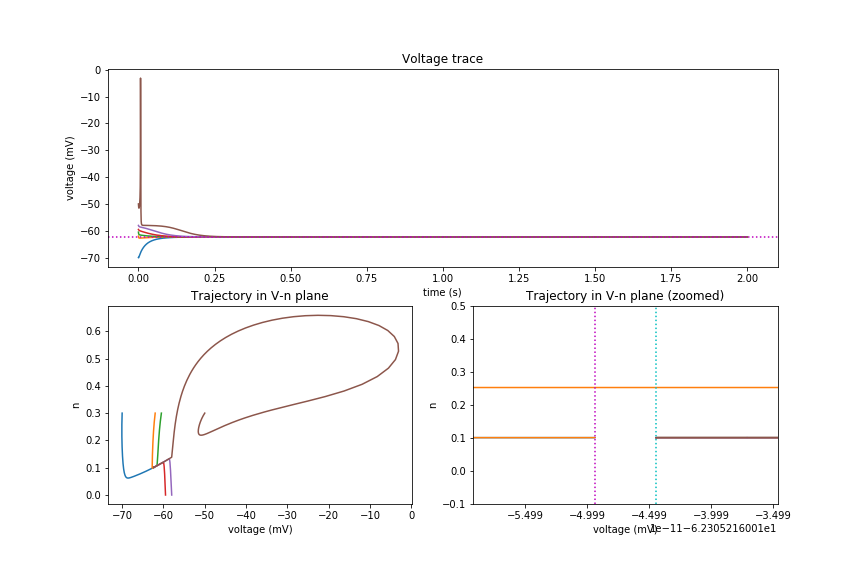 Voltage trace
voltage (mV)
0
−10
−20
−30
−40
−50
−60
−70
0.00 0.25 0.50 0.75 1.00 1.25 1.50 1.75 2.00
time (s)
Trajectory in V-n plane
n
0.6
0.5
0.4
0.3
0.2
0.1
0.0
−70 −60 −50 −40 −30 −20 −10 0
voltage (mV)
Trajectory in V-n plane (zoomed)
n
0.5
0.4
0.3
0.2
0.1
0.0
−0.1
−5.499 −4.999 −4.499 −3.999 −3.499
voltage (mV)
1e−11−6.2305216001e1